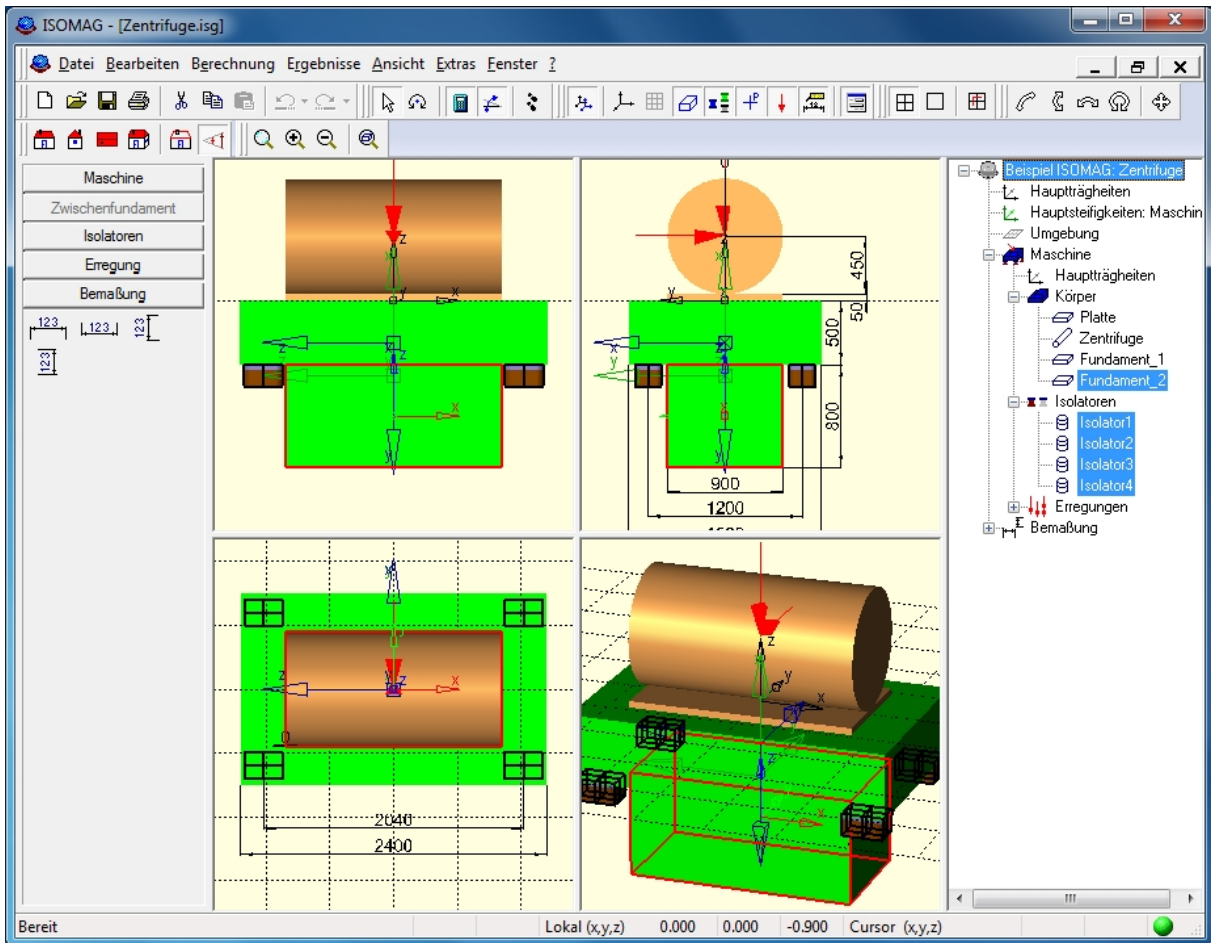 ISOMAG - [Zentrifuge.isg]
Datei Bearbeiten Berechnung Ergebnisse Ansicht Extras Fenster ?
Maschine
Zwischenfundament
Isolatoren
Erregung
Bemaßung
123 123 123
123
z
x
y
x
z
x
z
x
y
z
y
x
y
450
50
500
800
900
1200
y
z
x
2040
2400
z
y
x
z
x
Beispiel ISOMAG: Zentrifuge
Hauptträgheiten
Hauptsteifigkeiten: Maschin
Umgebung
Maschine
Hauptträgheiten
Körper
Platte
Zentrifuge
Fundament_1
Fundament_2
Isolatoren
Isolator1
Isolator2
Isolator3
Isolator4
Erregungen
Bemaßung
Bereit
Lokal (x,y,z) 0.000 0.000 -0.900 Cursor (x,y,z)